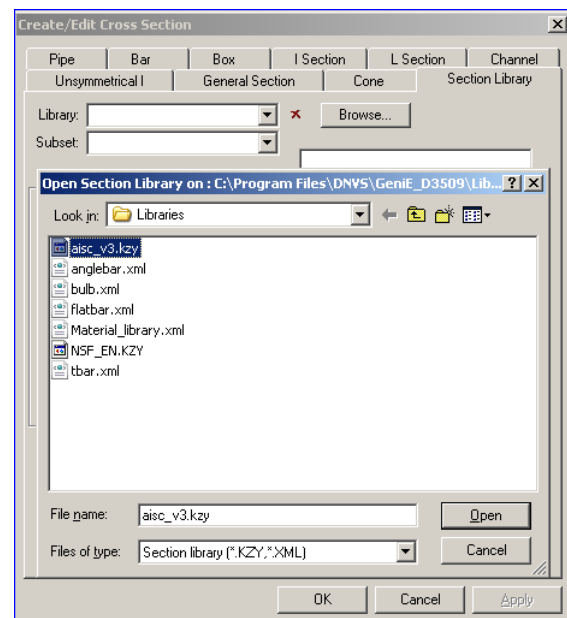 Create/Edit Cross Section
Pipe Bar Box I Section L Section Channel
Unsymmetrical I General Section Cone Section Library
Library: Browse...
Subset:
Open Section Library on : C:\Program Files\DNVS\GeniE_D3509\Lib...
Look in: Libraries
aisc_v3.kzy
anglebar.xml
bulb.xml
flatbar.xml
Material_library.xml
NSF_EN.KZY
tbar.xml
File name: aisc_v3.kzy Open
Files of type: Section library (*.KZY,*.XML) Cancel
OK Cancel Apply